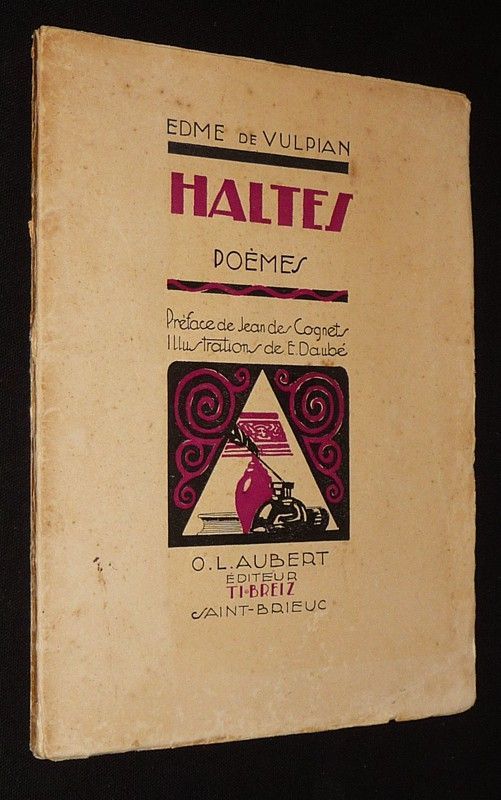 EDME DE VULPIAN
HALTES
POÈMES
Préface de Jean des Cognets
Illustrations de E. Daubé
O. L. AUBERT
ÉDITEUR
TI-BREIZ
SAINT-BRIEUC